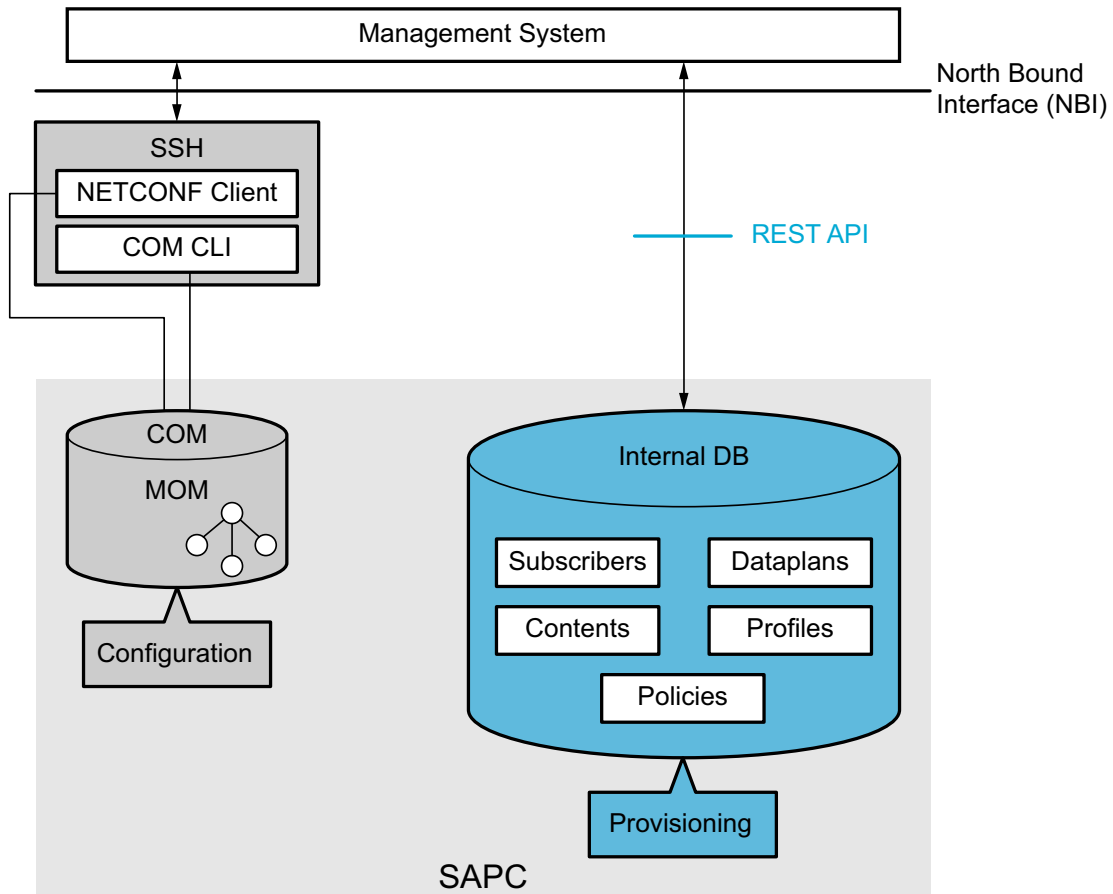 Management System
North Bound
Interface (NBI)
SSH
NETCONF Client
COM CLI
REST API
COM
MOM
Configuration
Internal DB
Subscribers
Dataplans
Contents
Profiles
Policies
Provisioning
SAPC